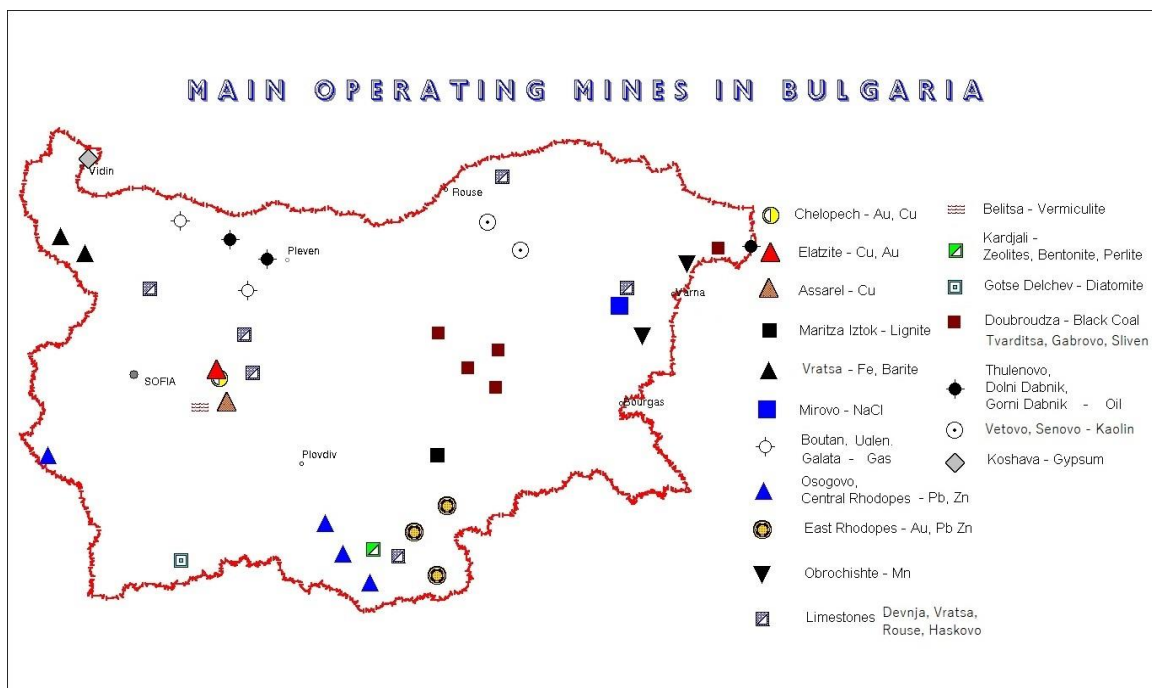 MAIN OPERATING MINES IN BULGARIA
Vidin
Rouse
Pleven
Varna
SOFIA
Bourgas
Plovdiv
Chelopech - Au, Cu
Elatzite - Cu, Au
Assarel - Cu
Maritza Iztok - Lignite
Vratsa - Fe, Barite
Mirovo - NaCl
Boutan, Uglen,
Galata - Gas
Osogovo,
Central Rhodopes - Pb, Zn
East Rhodopes - Au, Pb Zn
Obrochishte - Mn
Limestones Devnja, Vratsa,
Rouse, Haskovo
Belitsa - Vermiculite
Kardjali -
Zeolites, Bentonite, Perlite
Gotse Delchev - Diatomite
Doubroudza - Black Coal
Tvarditsa, Gabrovo, Sliven
Thulenovo,
Dolni Dabnik,
Gorni Dabnik - Oil
Vetovo, Senovo - Kaolin
Koshava - Gypsum